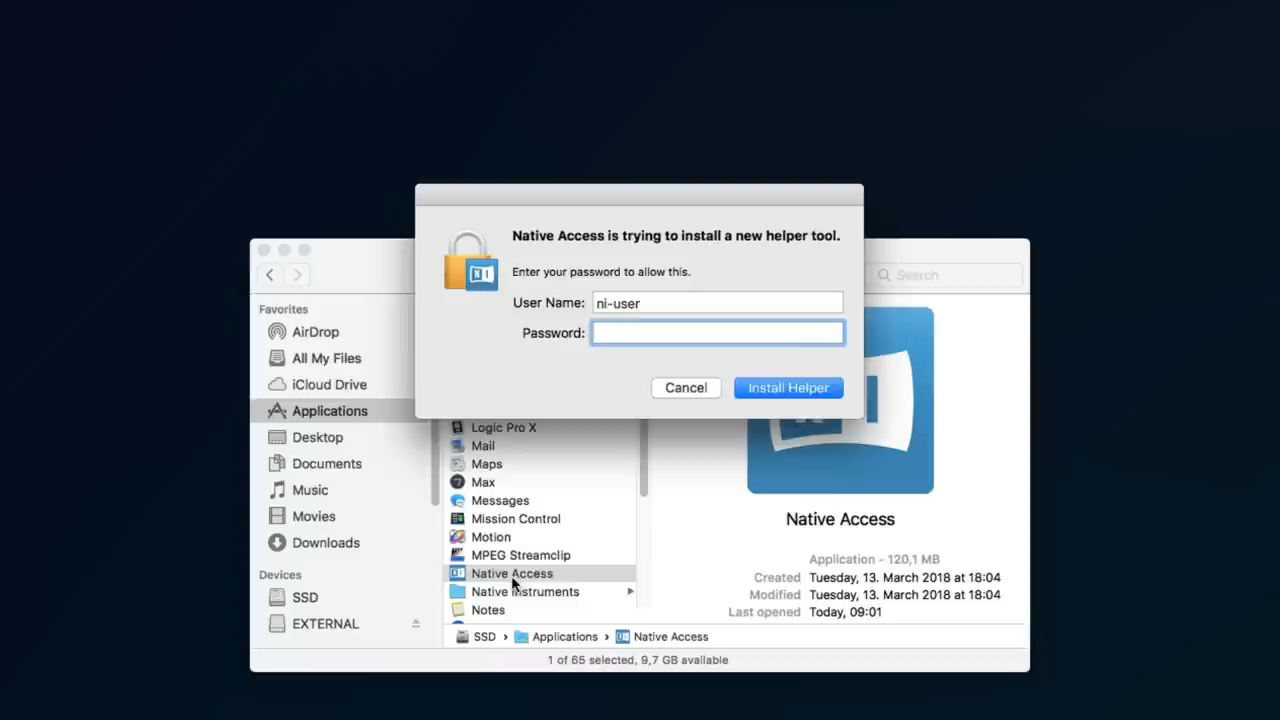 Native Access is trying to install a new helper tool.
Enter your password to allow this.
User Name: ni-user
Password:
Cancel
Install Helper
Search
Favorites
AirDrop
All My Files
iCloud Drive
Applications
Desktop
Documents
Music
Movies
Downloads
Devices
SSD
EXTERNAL
Logic Pro X
Mail
Maps
Max
Messages
Mission Control
Motion
MPEG Streamclip
Native Access
Native Instruments
Notes
Native Access
Application - 120,1 MB
Created Tuesday, 13. March 2018 at 18:04
Modified Tuesday, 13. March 2018 at 18:04
Last opened Today, 09:01
SSD › Applications › Native Access
1 of 65 selected, 9,7 GB available